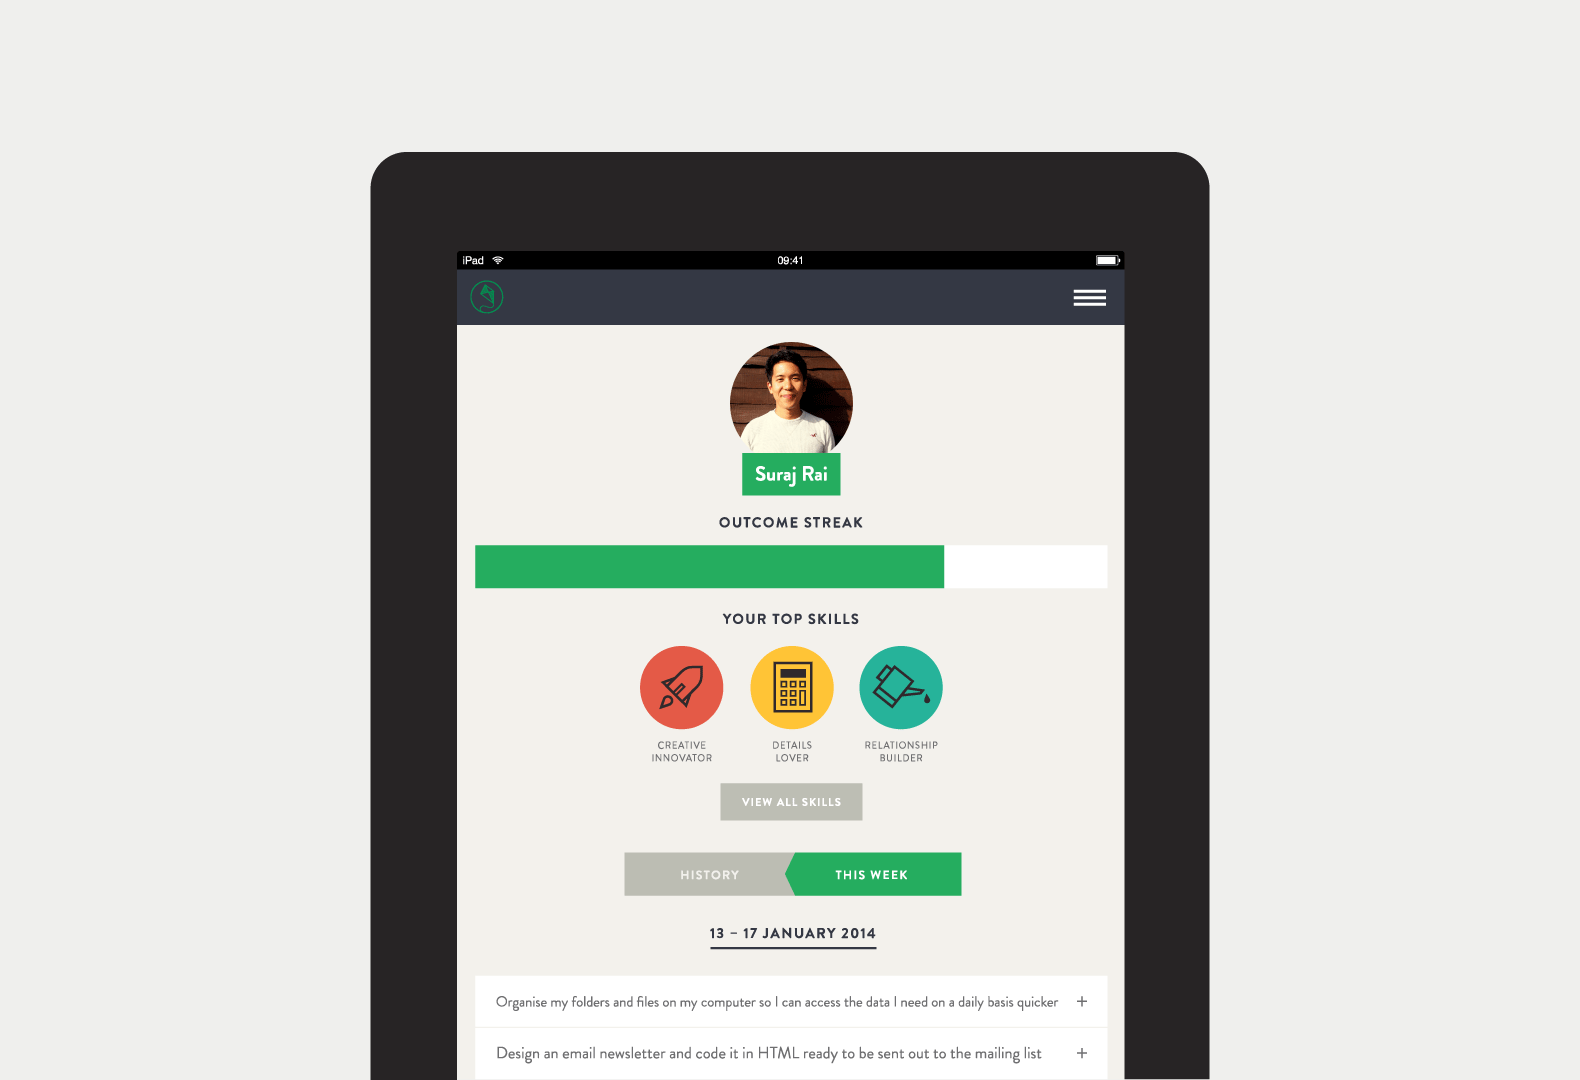 iPad
09:41
Suraj Rai
OUTCOME STREAK
YOUR TOP SKILLS
CREATIVE
INNOVATOR
DETAILS
LOVER
RELATIONSHIP
BUILDER
VIEW ALL SKILLS
HISTORY
THIS WEEK
13 – 17 JANUARY 2014
Organise my folders and files on my computer so I can access the data I need on a daily basis quicker +
Design an email newsletter and code it in HTML ready to be sent out to the mailing list +